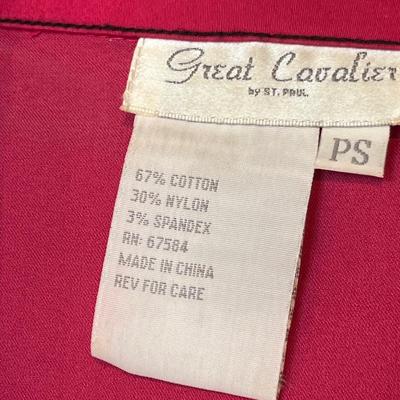 Great Cavalier
by ST. PAUL
PS
67% COTTON
30% NYLON
3% SPANDEX
RN: 67584
MADE IN CHINA
REV FOR CARE